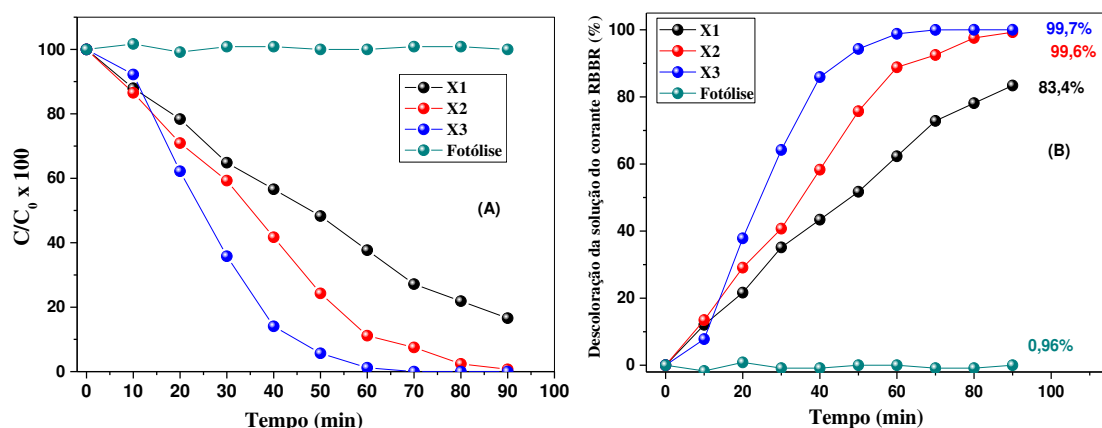 C/C0 x 100
100
80
60
40
20
0
X1
X2
X3
Fotólise
(A)
0 10 20 30 40 50 60 70 80 90 100
Tempo (min)
Descoloração da solução do corante RBBR (%)
100
80
60
40
20
0
X1
X2
X3
Fotólise
99,7%
99,6%
83,4%
(B)
0,96%
0 20 40 60 80 100
Tempo (min)